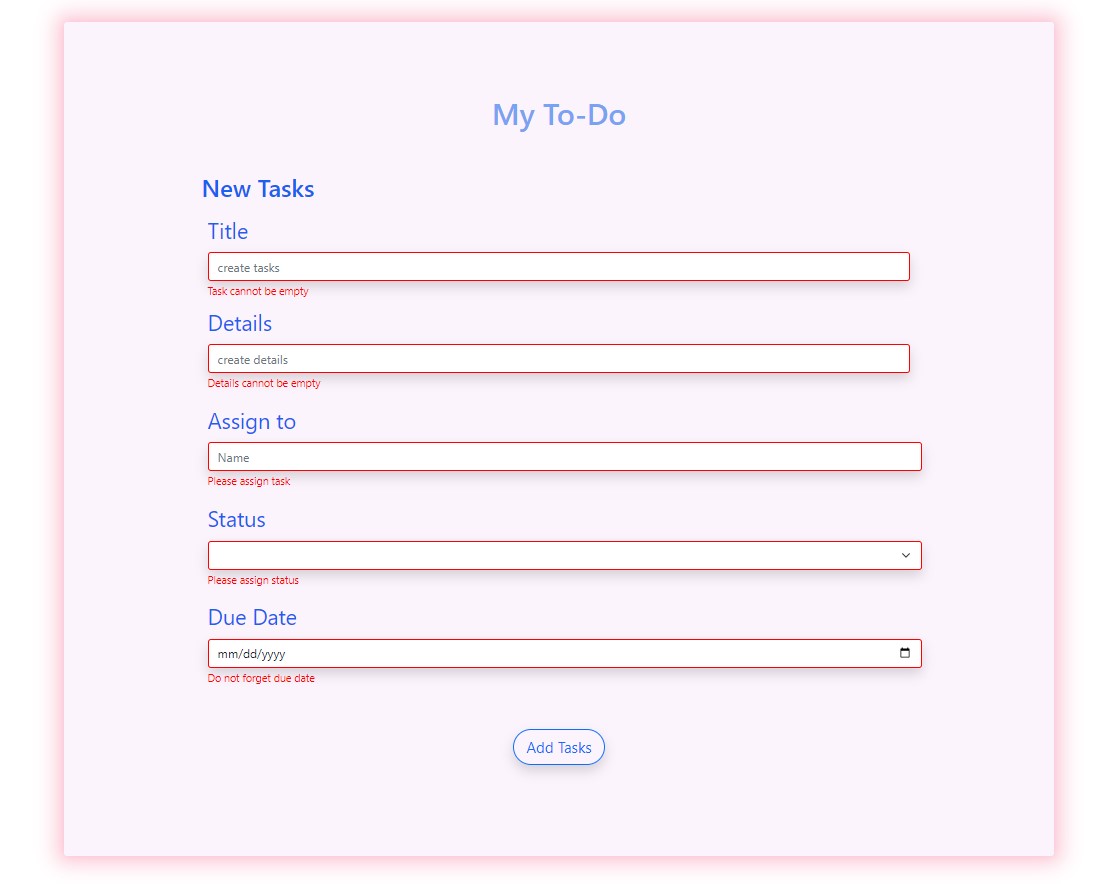 My To-Do
New Tasks
Title
create tasks
Task cannot be empty
Details
create details
Details cannot be empty
Assign to
Name
Please assign task
Status
Please assign status
Due Date
mm/dd/yyyy
Do not forget due date
Add Tasks